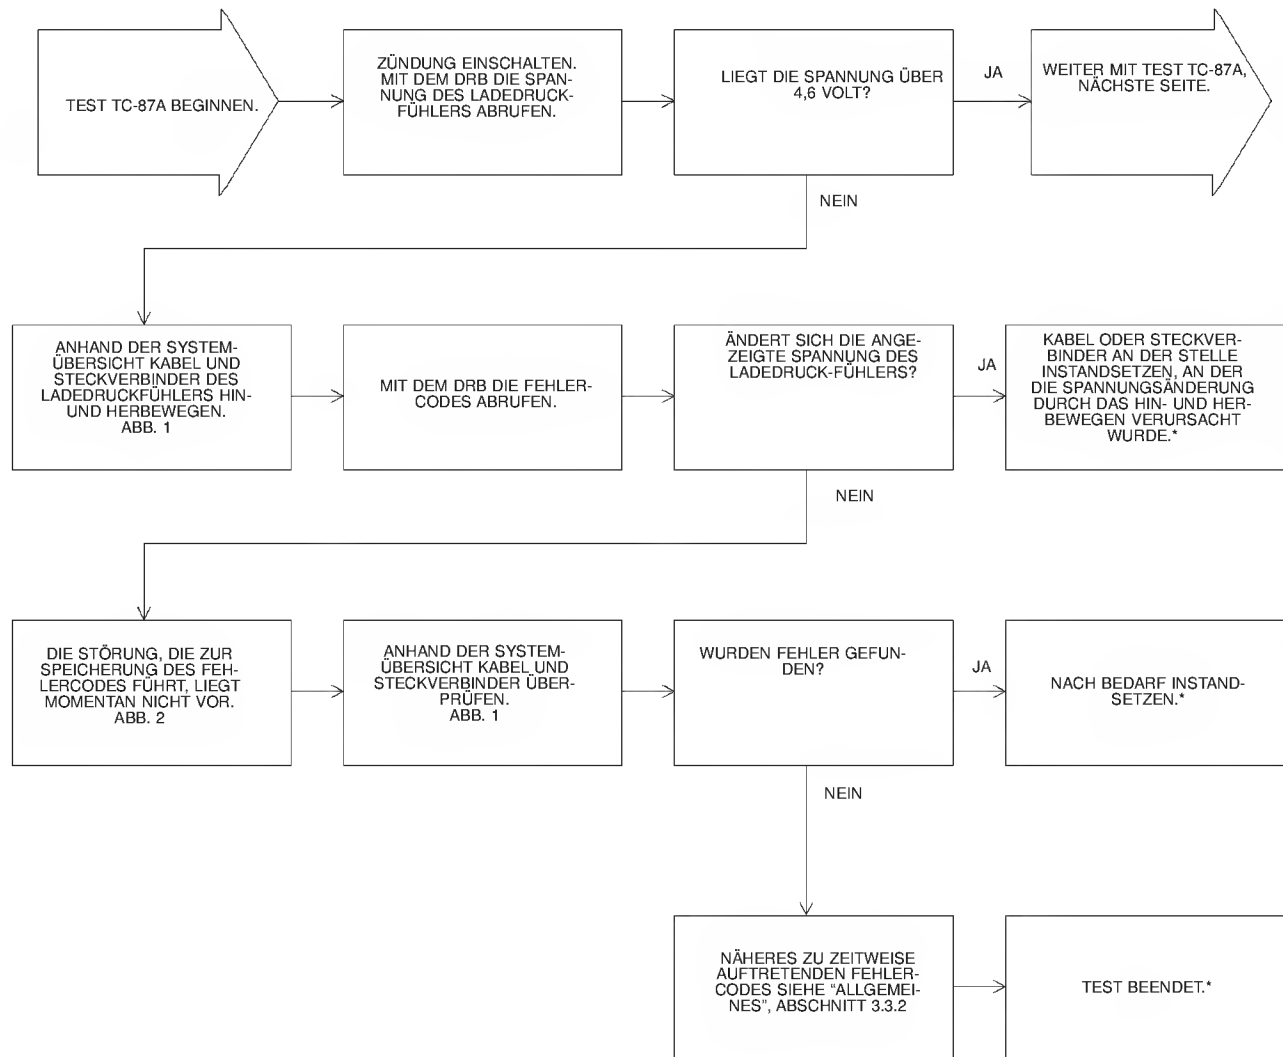 TEST TC-87A BEGINNEN.
ZÜNDUNG EINSCHALTEN.
MIT DEM DRB DIE SPAN-
NUNG DES LADEDRUCK-
FÜHLERS ABRUFEN.
LIEGT DIE SPANNUNG ÜBER
4,6 VOLT?
JA
WEITER MIT TEST TC-87A,
NÄCHSTE SEITE.
NEIN
ANHAND DER SYSTEM-
ÜBERSICHT KABEL UND
STECKVERBINDER DES
LADEDRUCKFÜHLERS HIN-
UND HERBEWEGEN.
ABB. 1
MIT DEM DRB DIE FEHLER-
CODES ABRUFEN.
ÄNDERT SICH DIE ANGE-
ZEIGTE SPANNUNG DES
LADEDRUCK-FÜHLERS?
JA
KABEL ODER STECKVER-
BINDER AN DER STELLE
INSTANDSETZEN, AN DER
DIE SPANNUNGSÄNDERUNG
DURCH DAS HIN- UND HER-
BEWEGEN VERURSACHT
WURDE.*
NEIN
DIE STÖRUNG, DIE ZUR
SPEICHERUNG DES FEH-
LERCODES FÜHRT, LIEGT
MOMENTAN NICHT VOR.
ABB. 2
ANHAND DER SYSTEM-
ÜBERSICHT KABEL UND
STECKVERBINDER ÜBER-
PRÜFEN.
ABB. 1
WURDEN FEHLER GEFUN-
DEN?
JA
NACH BEDARF INSTAND-
SETZEN.*
NEIN
NÄHERES ZU ZEITWEISE
AUFTRETENDEN FEHLER-
CODES SIEHE "ALLGEMEI-
NES", ABSCHNITT 3.3.2
TEST BEENDET.*